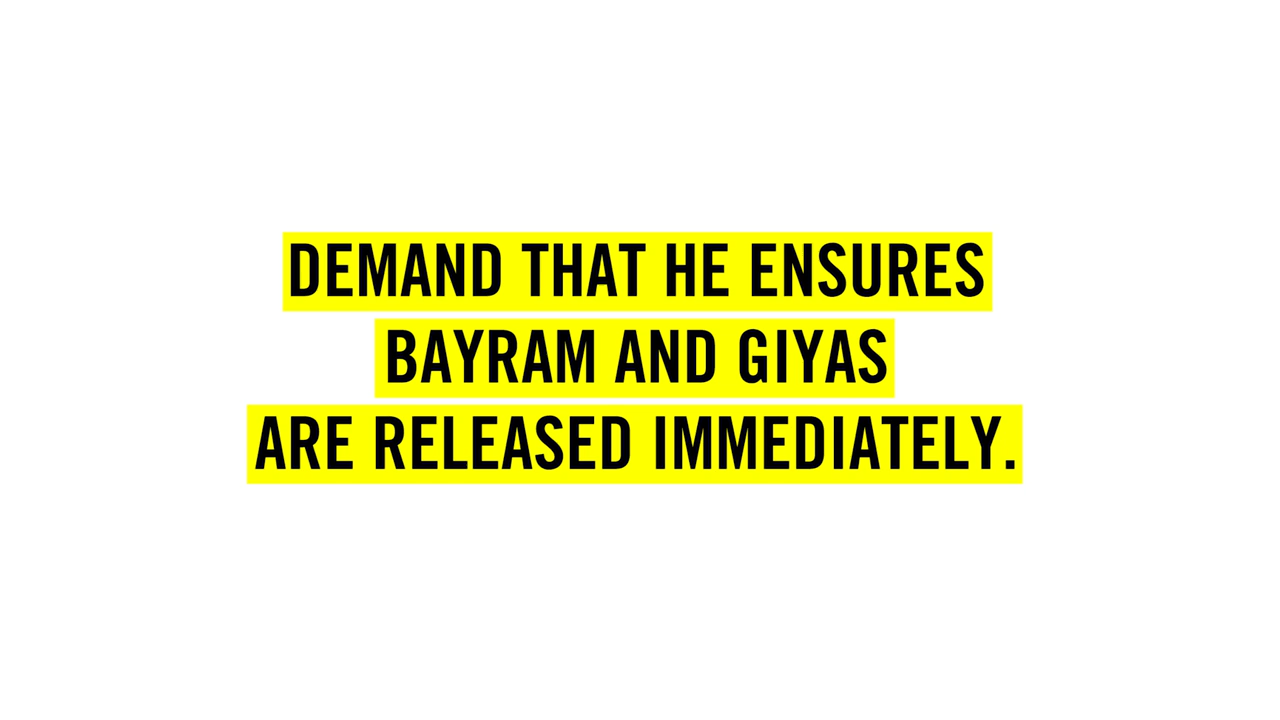 DEMAND THAT HE ENSURES
BAYRAM AND GIYAS
ARE RELEASED IMMEDIATELY.